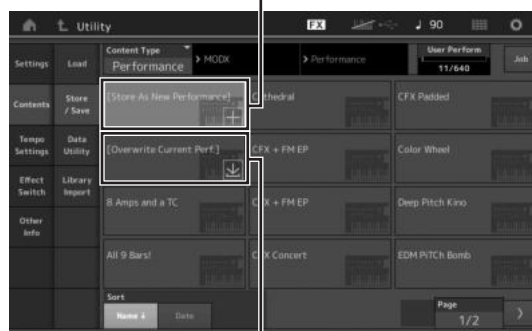 Utility
FX
90
Settings
Load
Content Type
Performance
MODX
Performance
User Perform
11/640
Job
Contents
Store / Save
[Store As New Performance]
Cathedral
CFX Padded
Tempo Settings
Data Utility
[Overwrite Current Perf.]
CFX + FM EP
Color Wheel
Effect Switch
Library Import
8 Amps and a TC
CFX + FM EP
Deep Pitch Kino
Other Info
All 9 Bars!
CFX Concert
EDM PiTCh Bomb
Sort
Name
Date
Page
1/2